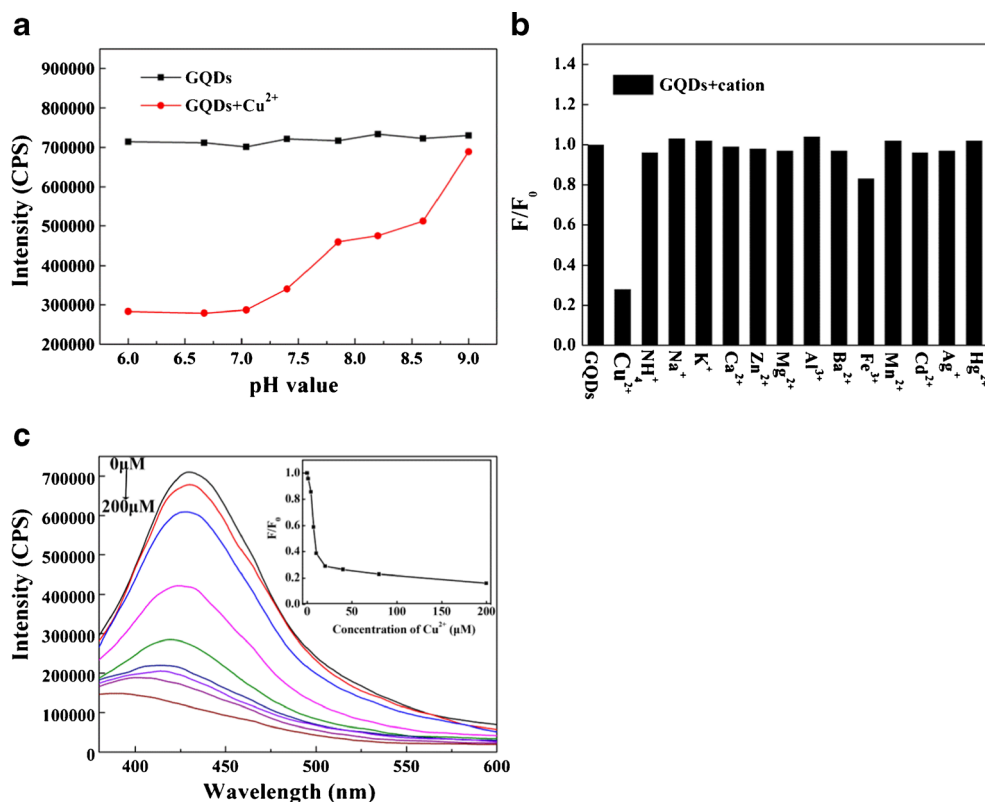 a
900000
800000
700000
600000
500000
400000
300000
200000
Intensity (CPS)
GQDs
GQDs+Cu²⁺
6.0 6.5 7.0 7.5 8.0 8.5 9.0
pH value
b
1.4
1.2
1.0
0.8
0.6
0.4
0.2
0.0
F/F₀
GQDs+cation
GQDs Cu²⁺ NH₄⁺ Na⁺ K⁺ Ca²⁺ Zn²⁺ Mg²⁺ Al³⁺ Ba²⁺ Fe³⁺ Mn²⁺ Cd²⁺ Ag⁺ Hg²⁺
c
700000
600000
500000
400000
300000
200000
100000
0
Intensity (CPS)
0μM
200μM
400 450 500 550 600
Wavelength (nm)
1.0
0.8
0.6
0.4
0.2
0.0
F/F₀
0 50 100 150 200
Concentration of Cu²⁺ (μM)